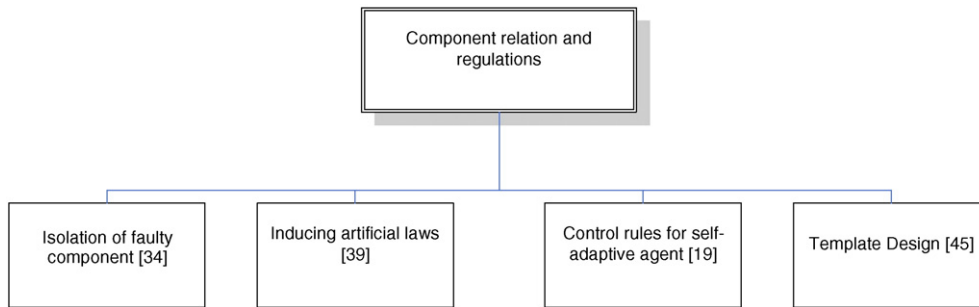 Component relation and
regulations
Isolation of faulty
component [34]
Inducing artificial laws
[39]
Control rules for self-
adaptive agent [19]
Template Design [45]